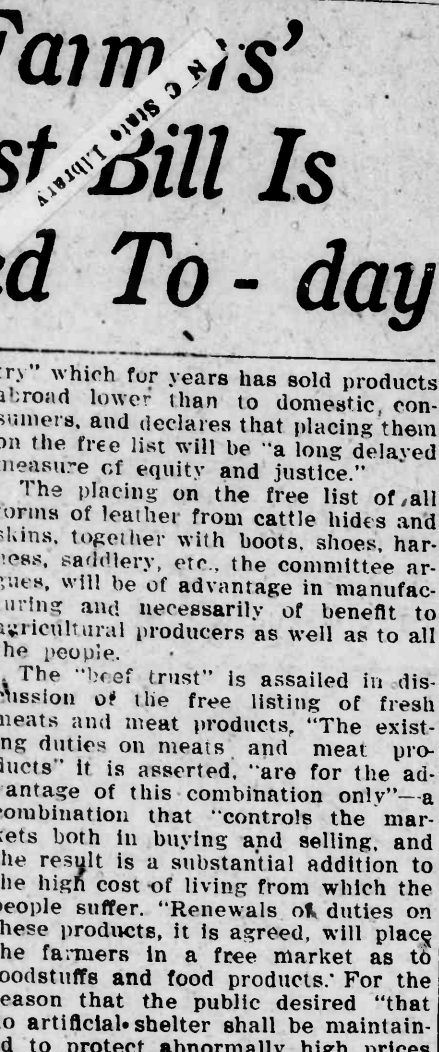 Farmers'
st Bill Is
ed To - day
N C State Library
try" which for years has sold products
abroad lower than to domestic, con-
sumers, and declares that placing them
on the free list will be "a long delayed
measure of equity and justice."
The placing on the free list of all
forms of leather from cattle hides and
skins, together with boots, shoes, har-
ness, saddlery, etc., the committee ar-
gues, will be of advantage in manufac-
turing and necessarily of benefit to
agricultural producers as well as to all
the people.
The "beef trust" is assailed in dis-
cussion of the free listing of fresh
meats and meat products, "The exist-
ing duties on meats and meat pro-
ducts" it is asserted, "are for the ad-
vantage of this combination only"—a
combination that "controls the mar-
kets both in buying and selling, and
the result is a substantial addition to
the high cost of living from which the
people suffer. "Renewals of duties on
these products, it is agreed, will place
the farmers in a free market as to
foodstuffs and food products.' For the
reason that the public desired "that
no artificial shelter shall be maintain-
ed to protect abnormally high prices